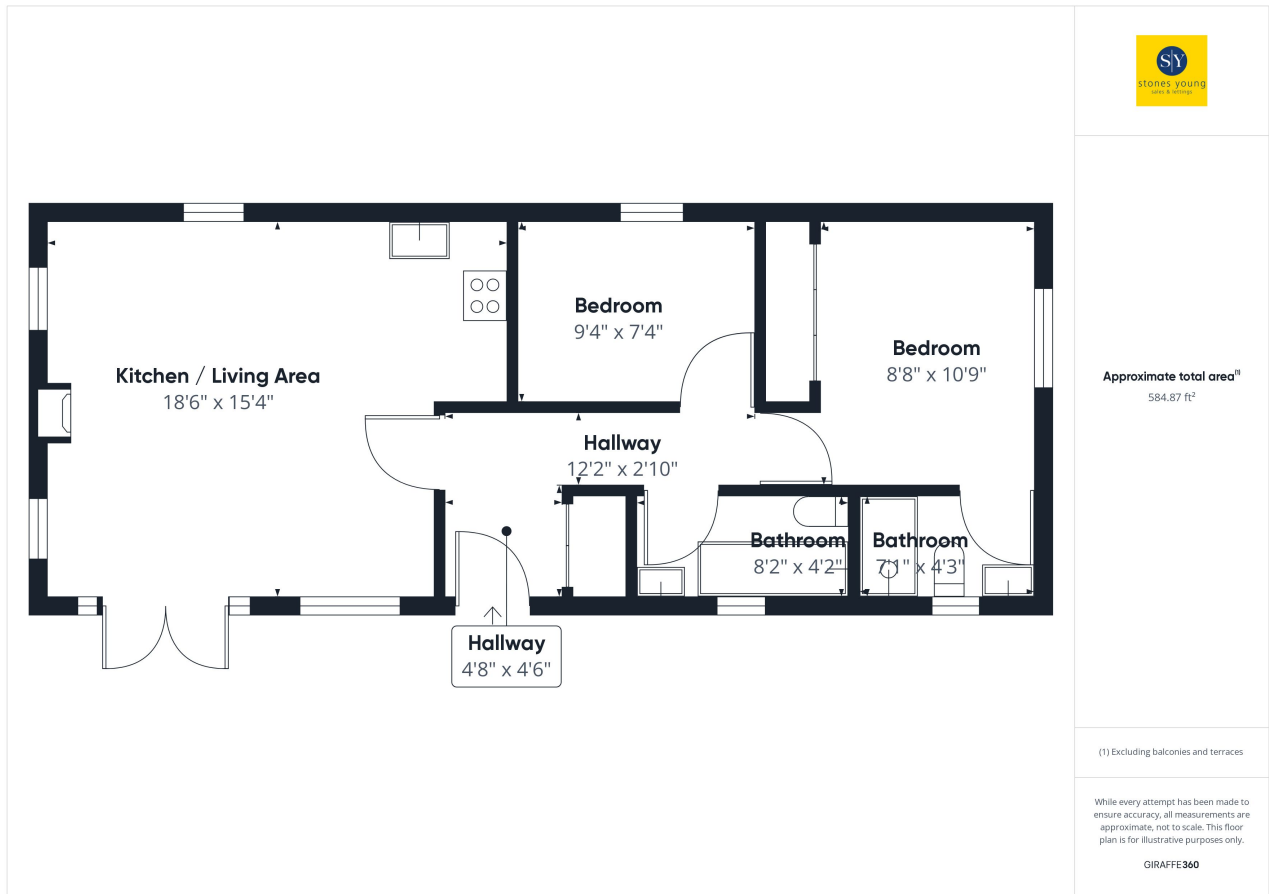 Kitchen / Living Area
18'6" x 15'4"
Bedroom
9'4" x 7'4"
Bedroom
8'8" x 10'9"
Hallway
12'2" x 2'10"
Bathroom
8'2" x 4'2"
Bathroom
7'1" x 4'3"
Hallway
4'8" x 4'6"
S|Y
stones young
sales & lettings
Approximate total area(1)
584.87 ft²
(1) Excluding balconies and terraces
While every attempt has been made to
ensure accuracy, all measurements are
approximate, not to scale. This floor
plan is for illustrative purposes only.
GIRAFFE360